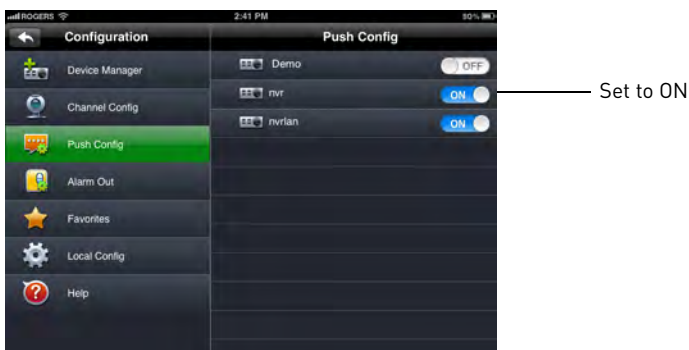 ROGERS 2:41 PM 80%
Configuration Push Config
Device Manager
Demo OFF
nvr ON Set to ON
Channel Config
nvrlan ON
Push Config
Alarm Out
Favorites
Local Config
Help